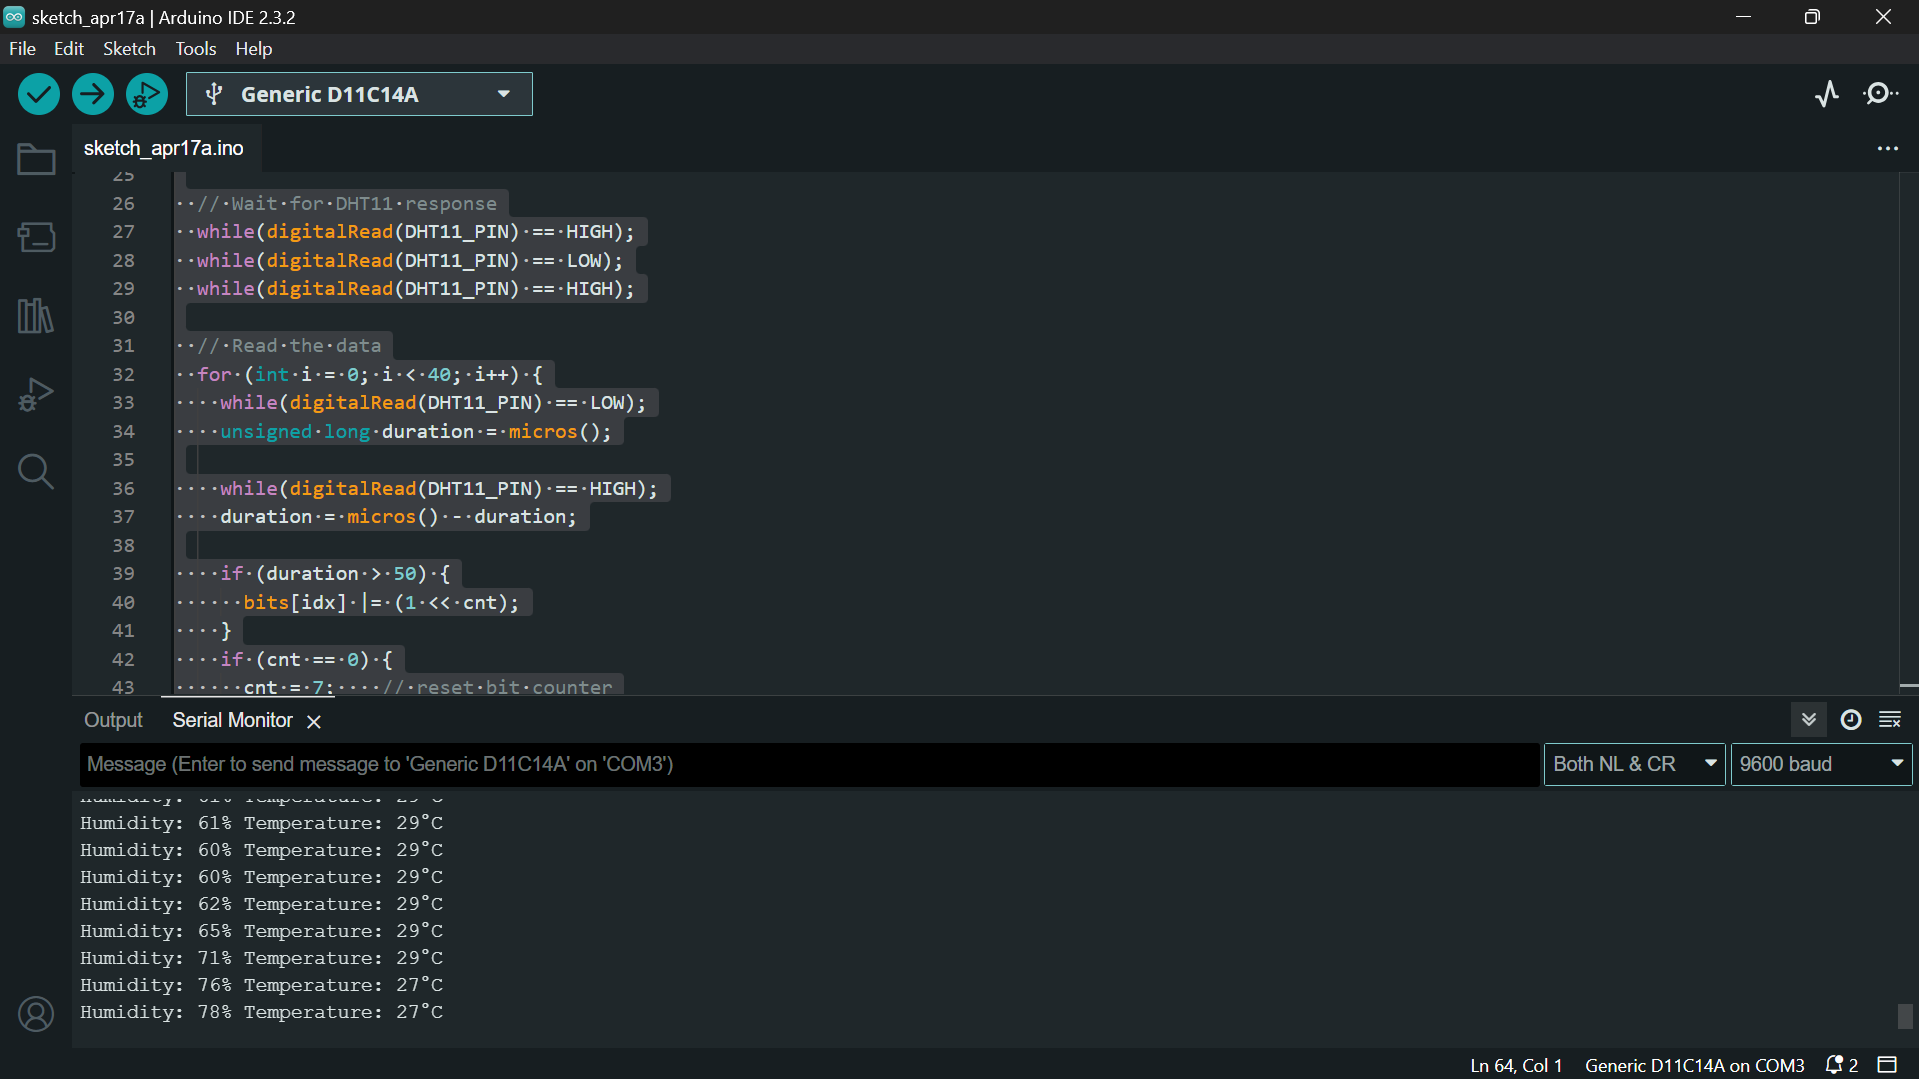 sketch_apr17a | Arduino IDE 2.3.2
File Edit Sketch Tools Help
Generic D11C14A
sketch_apr17a.ino
25
26 // Wait for DHT11 response
27 while(digitalRead(DHT11_PIN) == HIGH);
28 while(digitalRead(DHT11_PIN) == LOW);
29 while(digitalRead(DHT11_PIN) == HIGH);
30
31 // Read the data
32 for (int i = 0; i < 40; i++) {
33 while(digitalRead(DHT11_PIN) == LOW);
34 unsigned long duration = micros();
35
36 while(digitalRead(DHT11_PIN) == HIGH);
37 duration = micros() - duration;
38
39 if (duration > 50) {
40 bits[idx] |= (1 << cnt);
41 }
42 if (cnt == 0) {
43 cnt = 7; // reset bit counter
Output Serial Monitor
Message (Enter to send message to 'Generic D11C14A' on 'COM3')
Both NL & CR 9600 baud
Humidity: 61% Temperature: 29°C
Humidity: 61% Temperature: 29°C
Humidity: 60% Temperature: 29°C
Humidity: 60% Temperature: 29°C
Humidity: 62% Temperature: 29°C
Humidity: 65% Temperature: 29°C
Humidity: 71% Temperature: 29°C
Humidity: 76% Temperature: 27°C
Humidity: 78% Temperature: 27°C
Ln 64, Col 1 Generic D11C14A on COM3 2